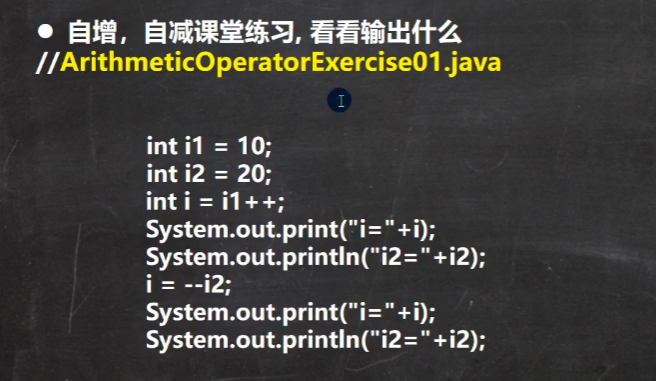 ● 自增，自减课堂练习, 看看输出什么
//ArithmeticOperatorExercise01.java
int i1 = 10;
int i2 = 20;
int i = i1++;
System.out.print("i="+i);
System.out.println("i2="+i2);
i = --i2;
System.out.print("i="+i);
System.out.println("i2="+i2);